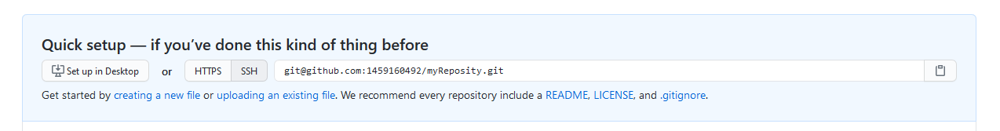 Quick setup — if you’ve done this kind of thing before
Set up in Desktop or HTTPS SSH git@github.com:1459160492/myReposity.git
Get started by creating a new file or uploading an existing file. We recommend every repository include a README, LICENSE, and .gitignore.